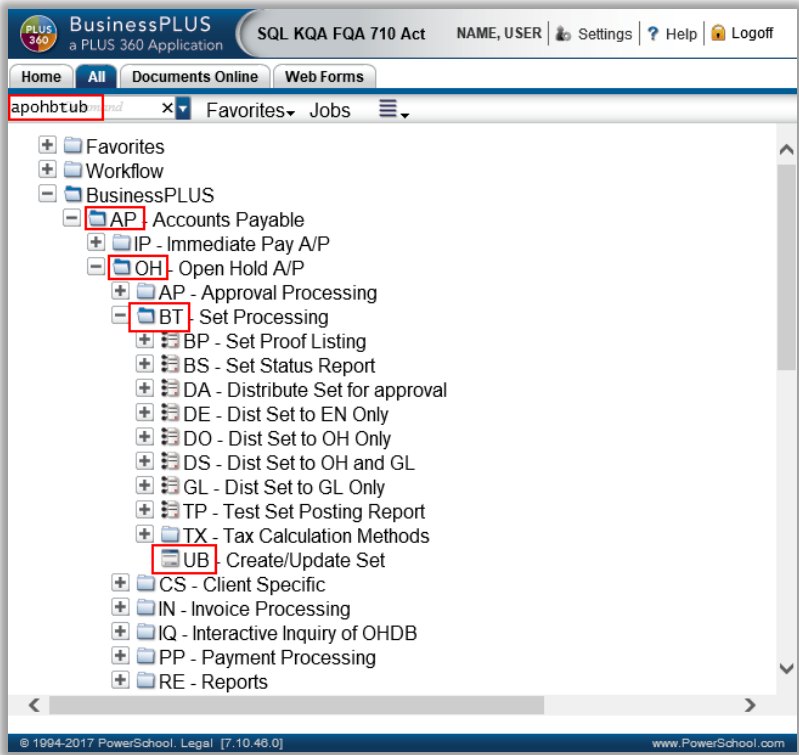 PLUS 360 BusinessPLUS a PLUS 360 Application SQL KQA FQA 710 Act NAME, USER Settings ? Help Logoff
Home All Documents Online Web Forms
apohbtub mand × Favorites Jobs
Favorites
Workflow
BusinessPLUS
AP - Accounts Payable
IP - Immediate Pay A/P
OH - Open Hold A/P
AP - Approval Processing
BT - Set Processing
BP - Set Proof Listing
BS - Set Status Report
DA - Distribute Set for approval
DE - Dist Set to EN Only
DO - Dist Set to OH Only
DS - Dist Set to OH and GL
GL - Dist Set to GL Only
TP - Test Set Posting Report
TX - Tax Calculation Methods
UB - Create/Update Set
CS - Client Specific
IN - Invoice Processing
IQ - Interactive Inquiry of OHDB
PP - Payment Processing
RE - Reports
© 1994-2017 PowerSchool. Legal [7.10.46.0] www.PowerSchool.com